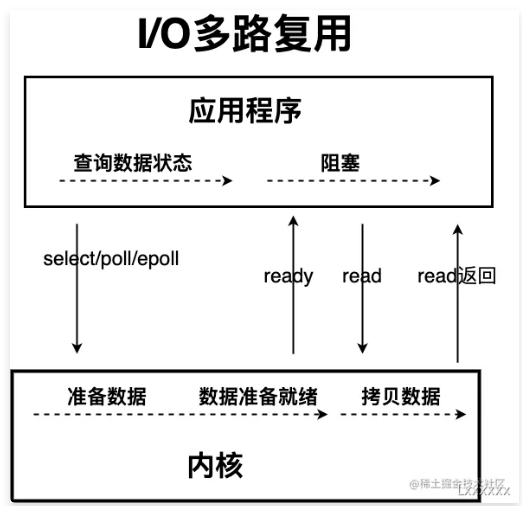 I/O多路复用
应用程序
查询数据状态
阻塞
select/poll/epoll
ready
read
read返回
准备数据
数据准备就绪
拷贝数据
内核
@稀土掘金技术社区